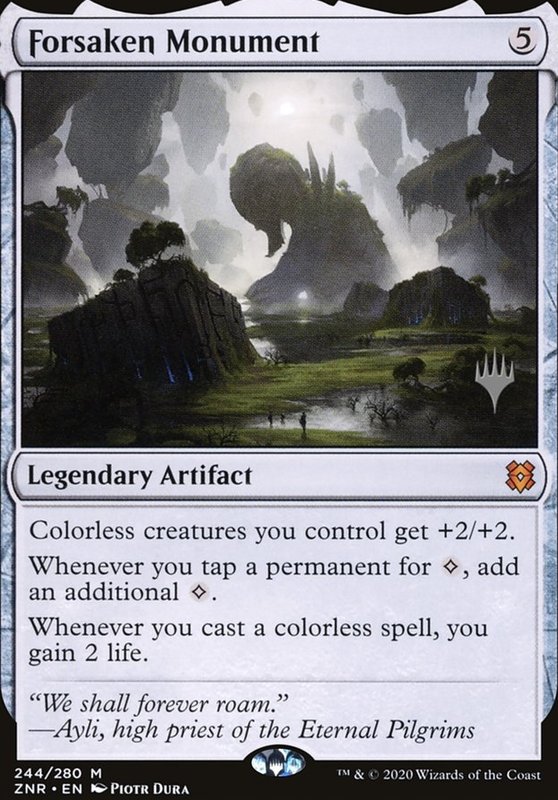 Forsaken Monument 5
Legendary Artifact
Colorless creatures you control get +2/+2.
Whenever you tap a permanent for ◇, add
an additional ◇.
Whenever you cast a colorless spell, you
gain 2 life.
“We shall forever roam.”
—Ayli, high priest of the Eternal Pilgrims
244/280 M
ZNR • EN Piotr Dura
™ & © 2020 Wizards of the Coast